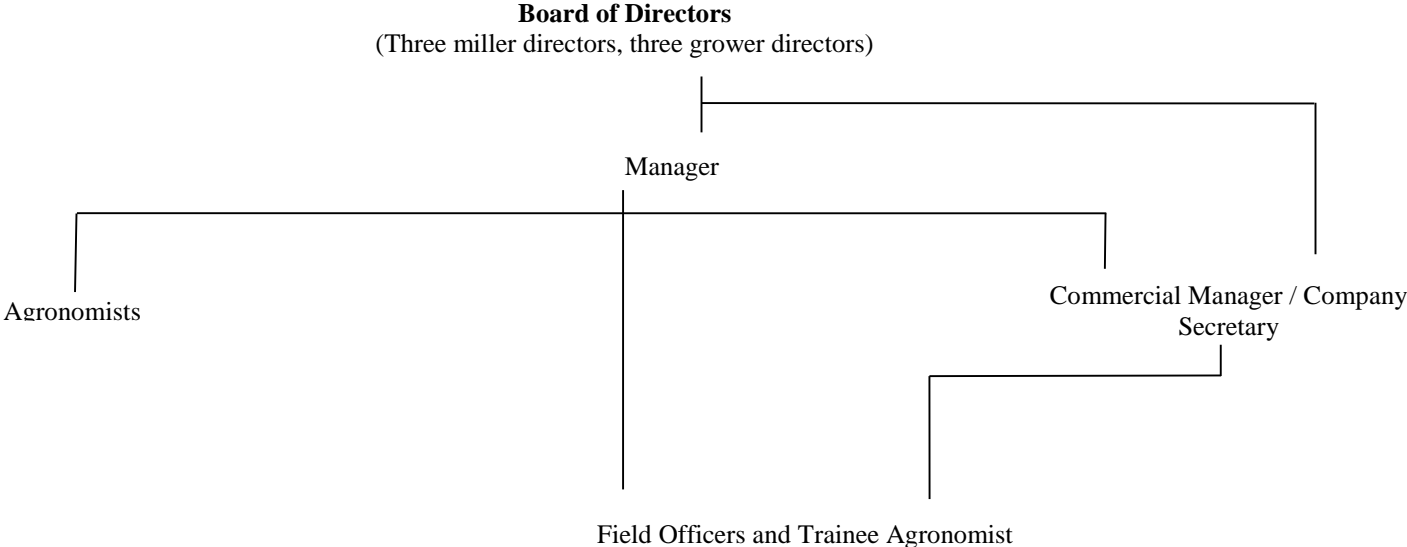 Board of Directors
(Three miller directors, three grower directors)
Manager
Agronomists
Commercial Manager / Company
Secretary
Field Officers and Trainee Agronomist